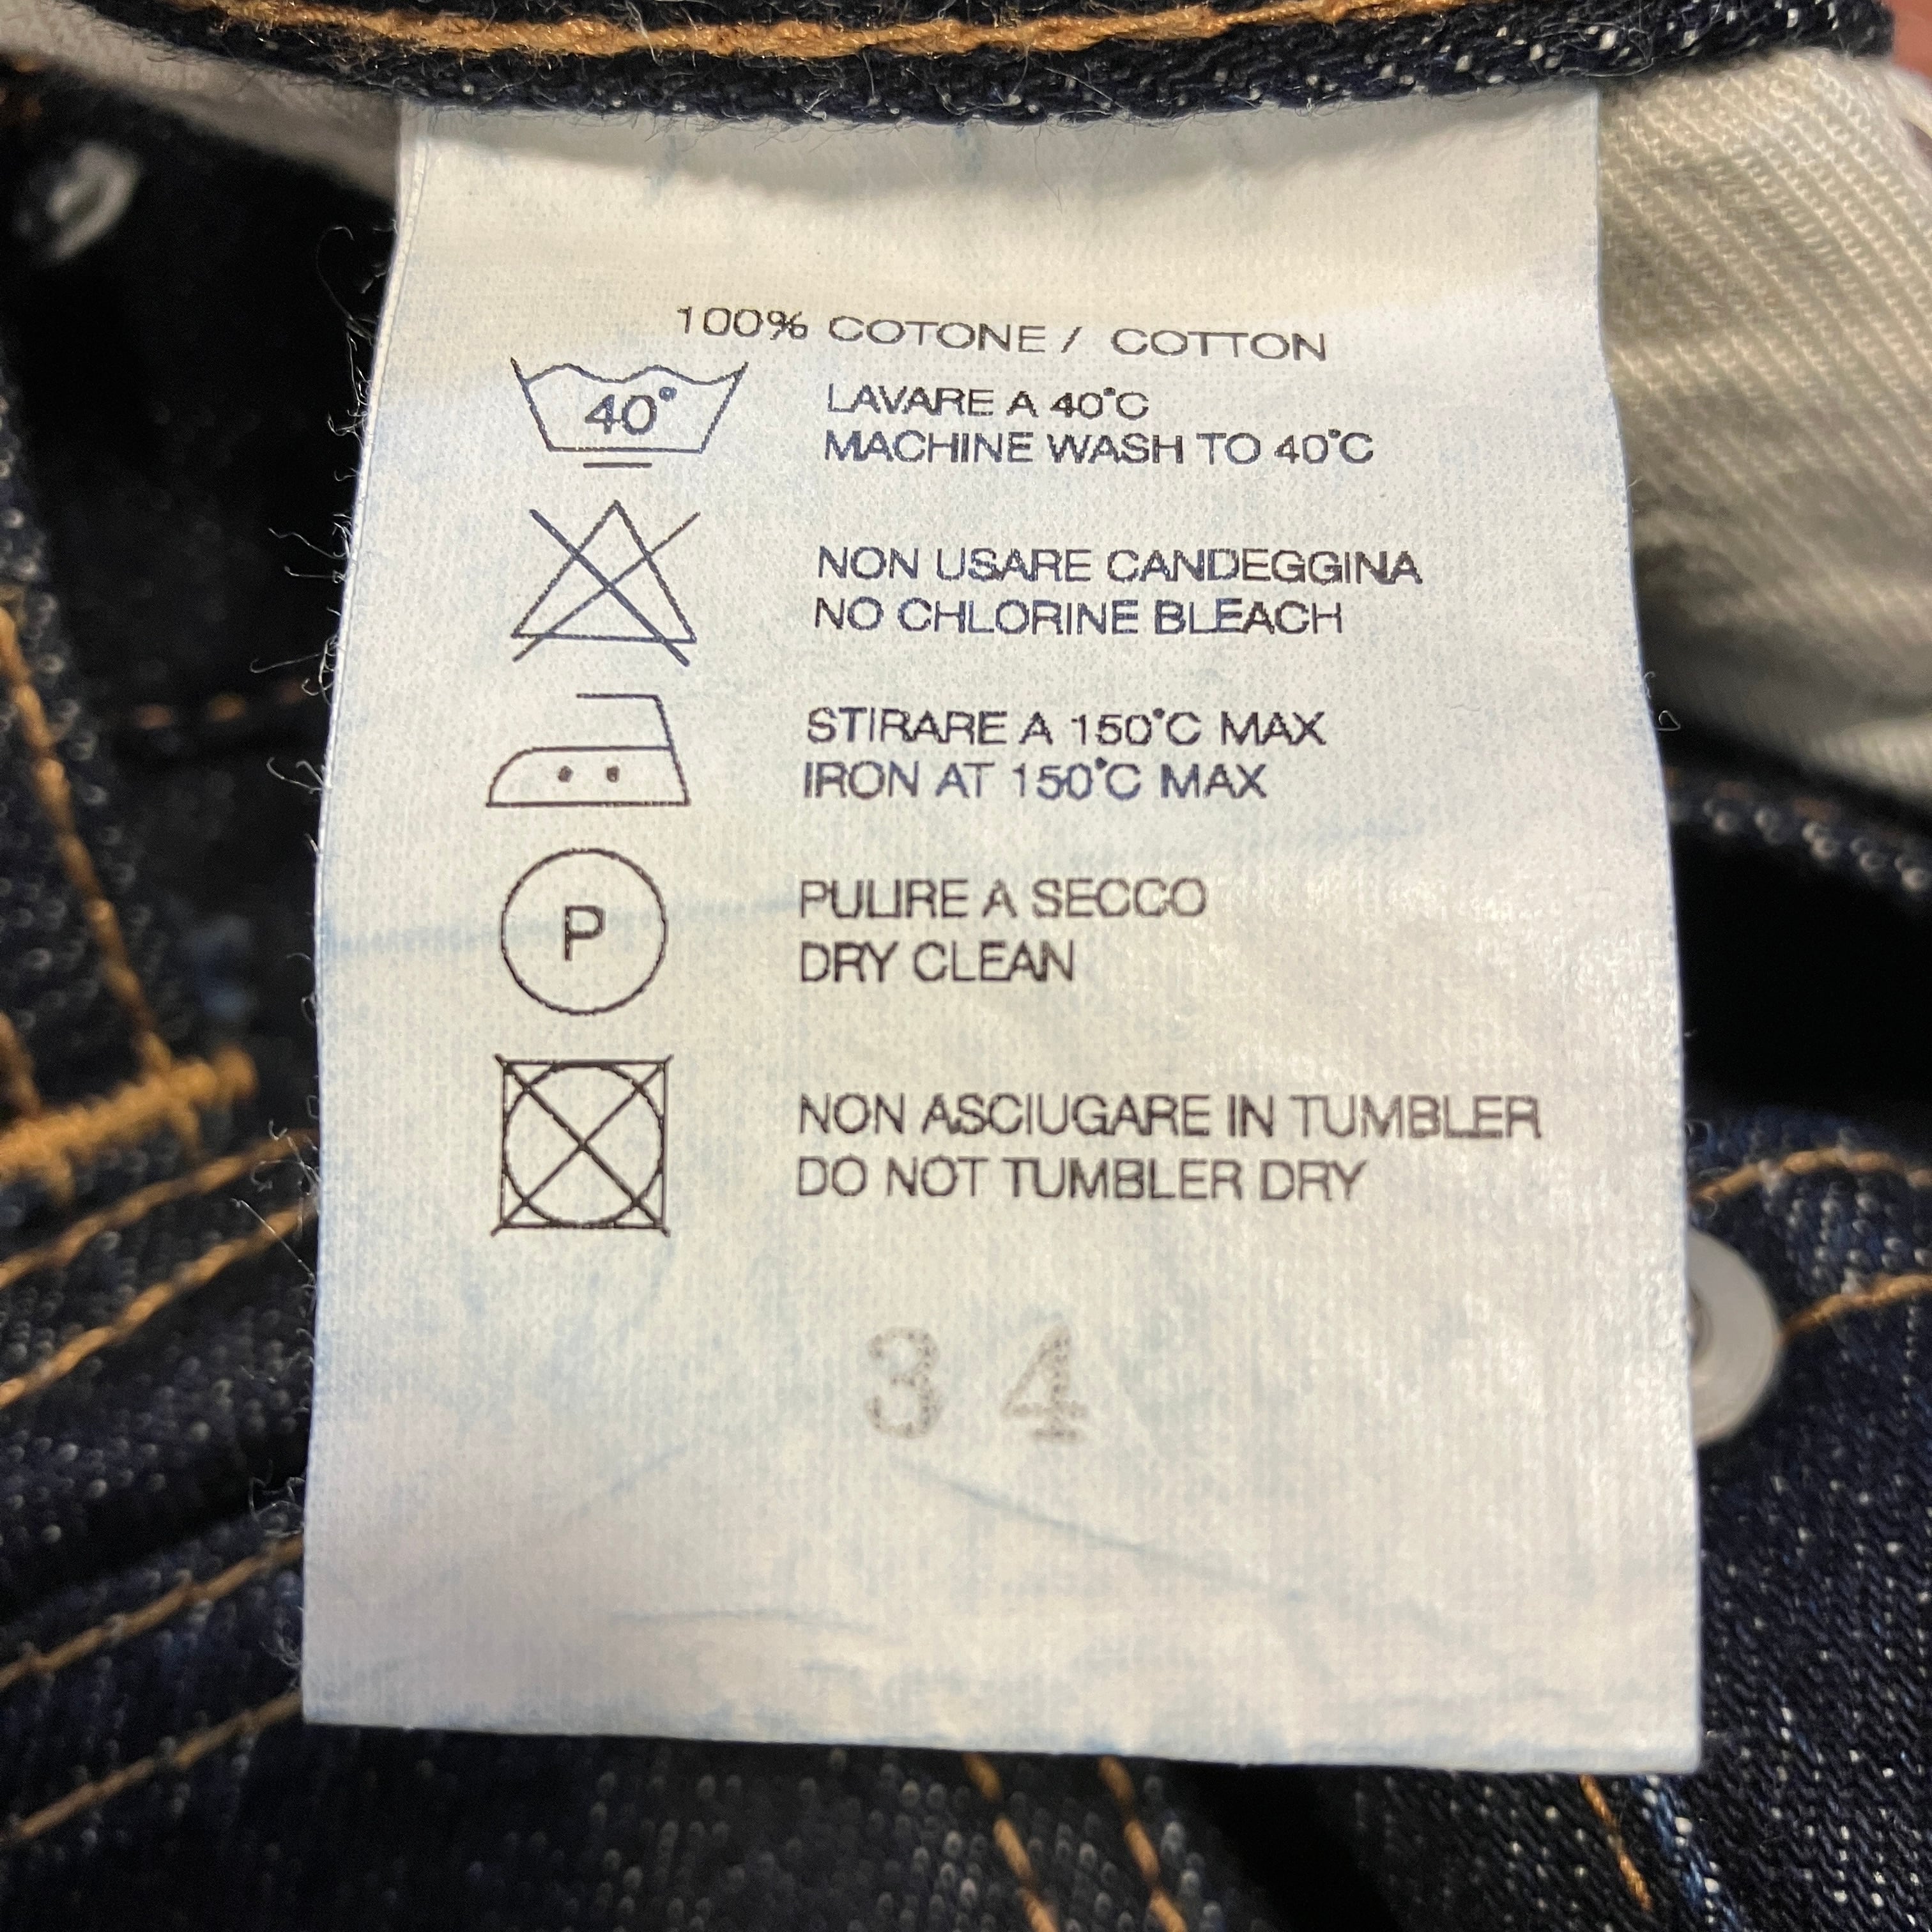 100% COTONE / COTTON
40°
LAVARE A 40°C
MACHINE WASH TO 40°C
NON USARE CANDEGGINA
NO CHLORINE BLEACH
STIRARE A 150°C MAX
IRON AT 150°C MAX
P
PULIRE A SECCO
DRY CLEAN
NON ASCIUGARE IN TUMBLER
DO NOT TUMBLER DRY
34